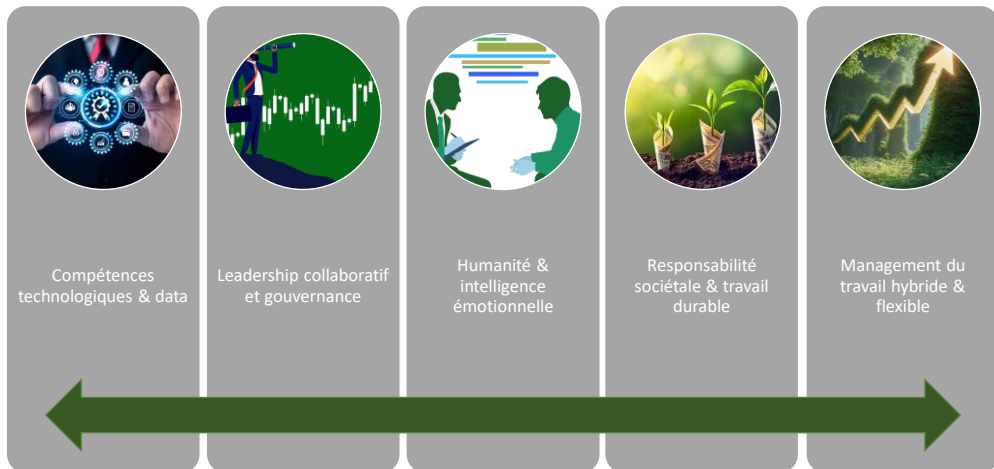 Compétences
technologiques & data
Leadership collaboratif
et gouvernance
Humanité &
intelligence
émotionnelle
Responsabilité
sociétale & travail
durable
Management du
travail hybride &
flexible